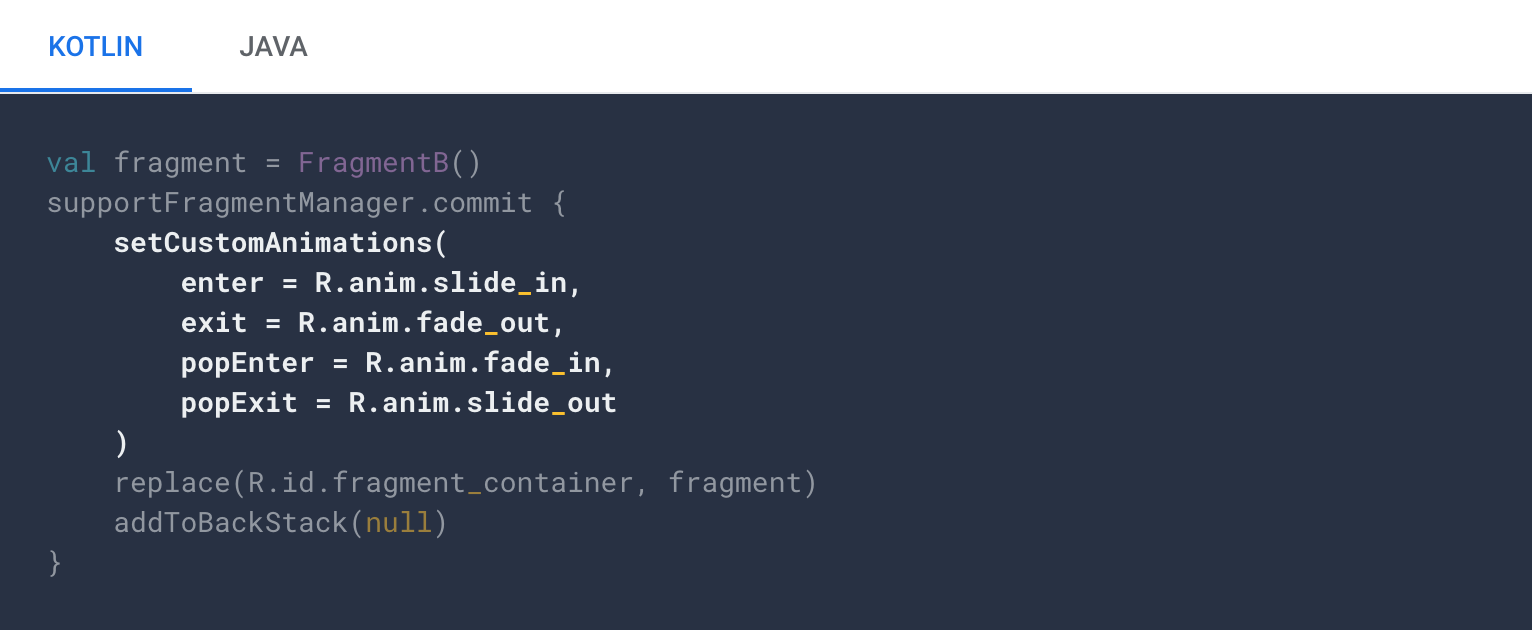 KOTLIN JAVA
val fragment = FragmentB()
supportFragmentManager.commit {
    setCustomAnimations(
        enter = R.anim.slide_in,
        exit = R.anim.fade_out,
        popEnter = R.anim.fade_in,
        popExit = R.anim.slide_out
    )
    replace(R.id.fragment_container, fragment)
    addToBackStack(null)
}